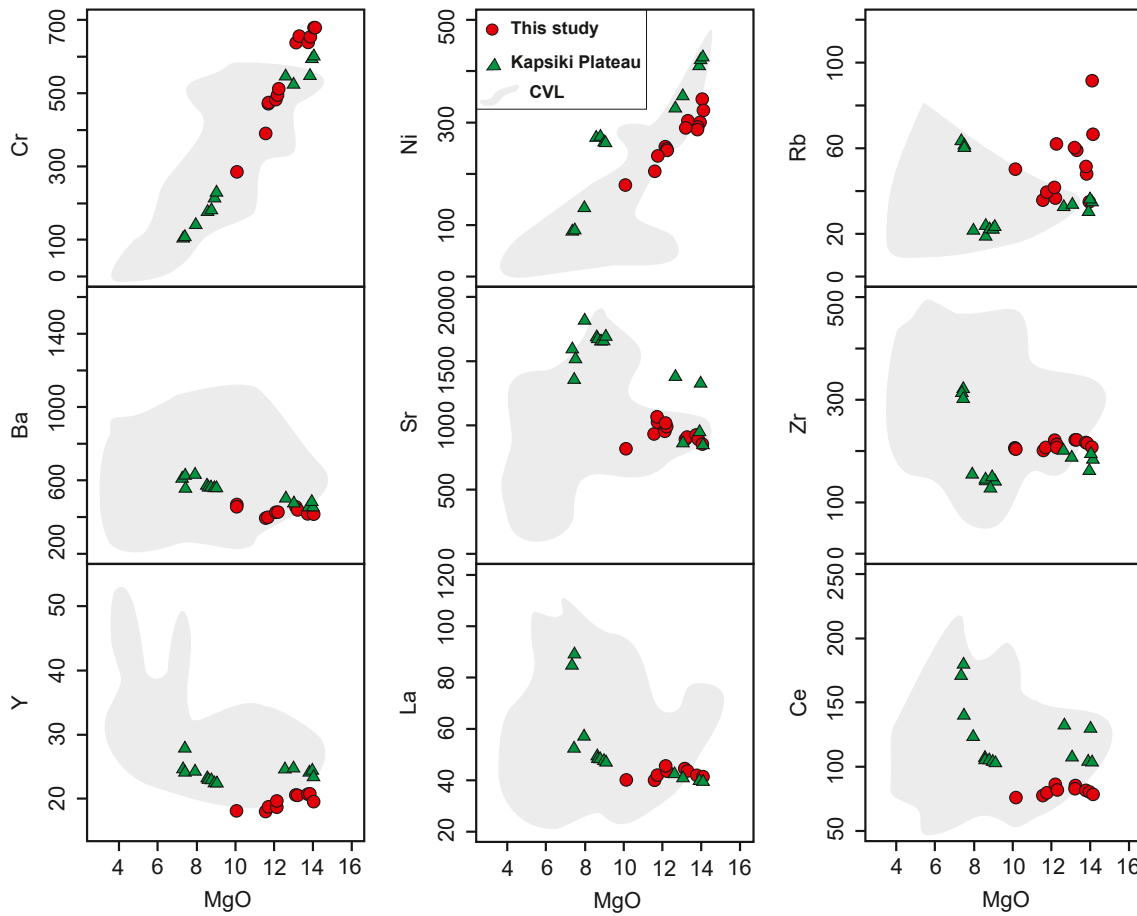 Cr
0 100 300 500 700
Ni
0 100 300 500
This study
Kapsiki Plateau
CVL
Rb
0 20 60 100
Ba
200 600 1000 1400
Sr
0 500 1000 1500 2000
Zr
0 100 300 500
Y
20 30 40 50
La
20 40 60 80 100 120
Ce
50 100 150 200 250
4 6 8 10 12 14 16
4 6 8 10 12 14 16
4 6 8 10 12 14 16
MgO
MgO
MgO